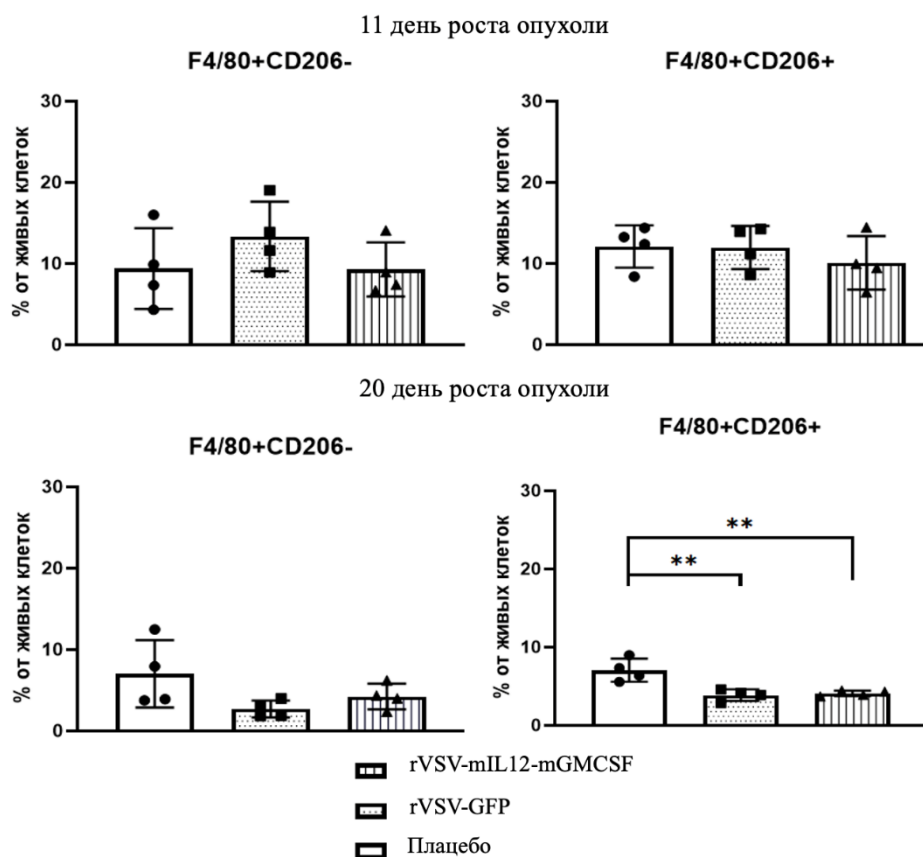 11 день роста опухоли
F4/80+CD206-
F4/80+CD206+
% от живых клеток
30
20
10
0
% от живых клеток
30
20
10
0
20 день роста опухоли
F4/80+CD206-
F4/80+CD206+
% от живых клеток
30
20
10
0
% от живых клеток
30
20
10
0
**
**
rVSV-mIL12-mGMCSF
rVSV-GFP
Плацебо